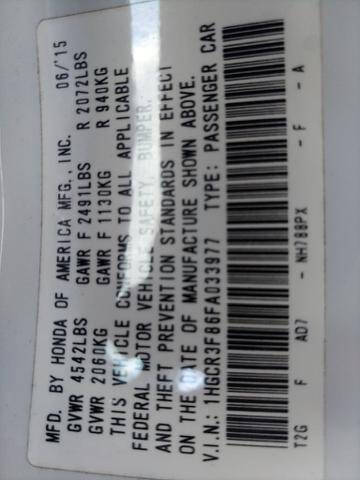 MFD. BY HONDA OF AMERICA MFG., INC. 06/'15
GVWR 4542LBS GAWR F 2491LBS R 2072LBS
GVWR 2060KG GAWR F 1130KG R 940KG
THIS VEHICLE CONFORMS TO ALL APPLICABLE
FEDERAL MOTOR VEHICLE SAFETY, BUMPER,
AND THEFT PREVENTION STANDARDS IN EFFECT
ON THE DATE OF MANUFACTURE SHOWN ABOVE.
V.I.N.: 1HGCR3F86FA033977 TYPE: PASSENGER CAR
T2G F AD7 - NH788PX - F - A